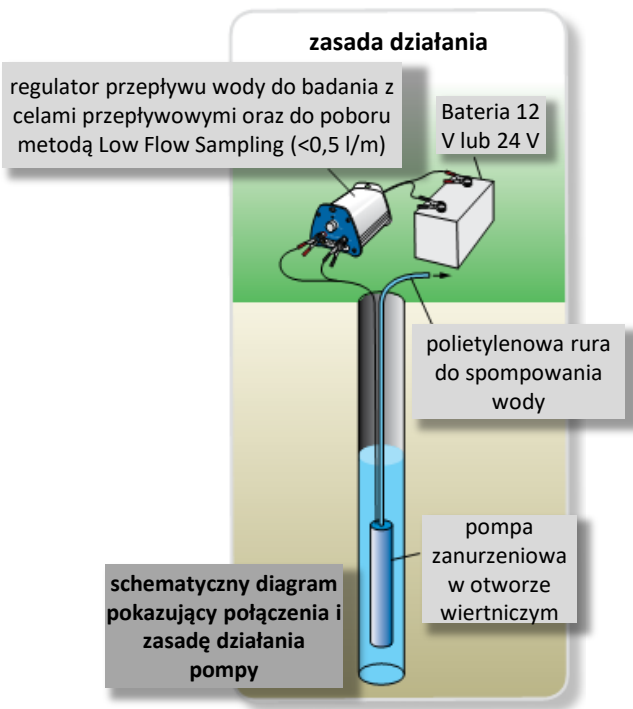 zasada działania
regulator przepływu wody do badania z
celami przepływowymi oraz do poboru
metodą Low Flow Sampling (<0,5 l/m)
Bateria 12
V lub 24 V
polietylenowa rura
do spompowania
wody
pompa
zanurzeniowa
w otworze
wiertniczym
schematyczny diagram
pokazujący połączenia i
zasadę działania
pompy